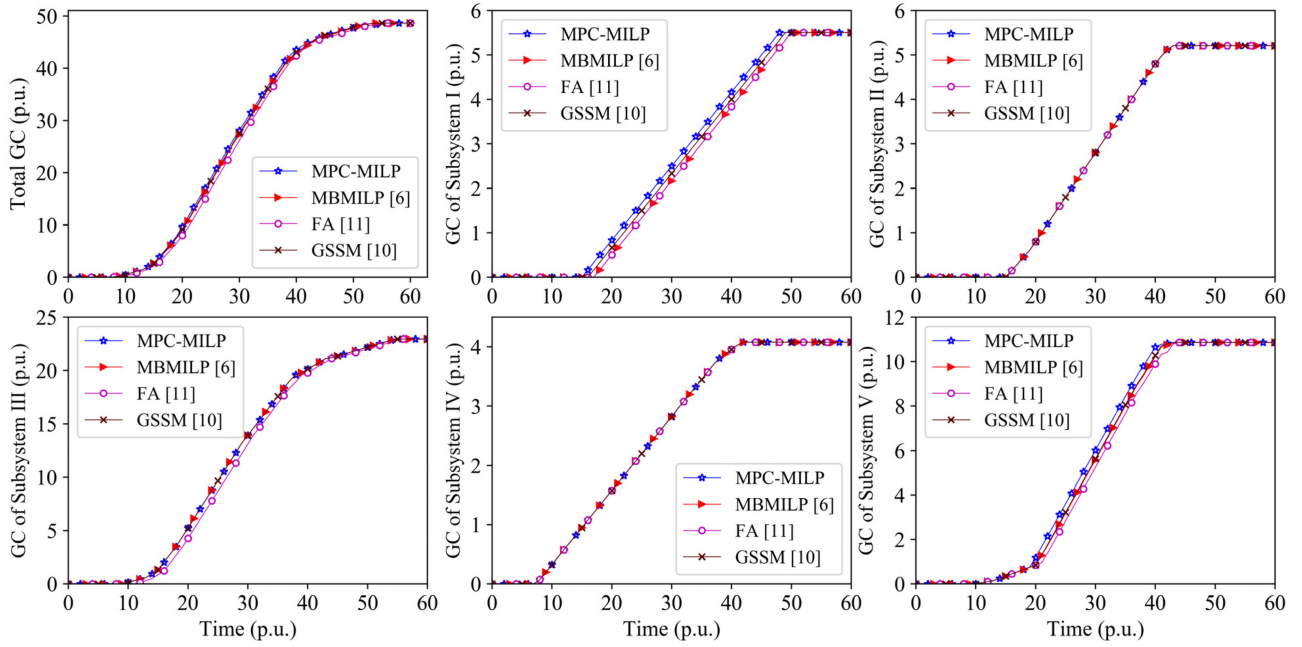 Total GC (p.u.)
50
40
30
20
10
0
0 10 20 30 40 50 60
MPC-MILP
MBMILP [6]
FA [11]
GSSM [10]
GC of Subsystem I (p.u.)
6
5
4
3
2
1
0
0 10 20 30 40 50 60
MPC-MILP
MBMILP [6]
FA [11]
GSSM [10]
GC of Subsystem II (p.u.)
6
5
4
3
2
1
0
0 10 20 30 40 50 60
MPC-MILP
MBMILP [6]
FA [11]
GSSM [10]
GC of Subsystem III (p.u.)
25
20
15
10
5
0
0 10 20 30 40 50 60
Time (p.u.)
MPC-MILP
MBMILP [6]
FA [11]
GSSM [10]
GC of Subsystem IV (p.u.)
4
3
2
1
0
0 10 20 30 40 50 60
Time (p.u.)
MPC-MILP
MBMILP [6]
FA [11]
GSSM [10]
GC of Subsystem V (p.u.)
12
10
8
6
4
2
0
0 10 20 30 40 50 60
Time (p.u.)
MPC-MILP
MBMILP [6]
FA [11]
GSSM [10]